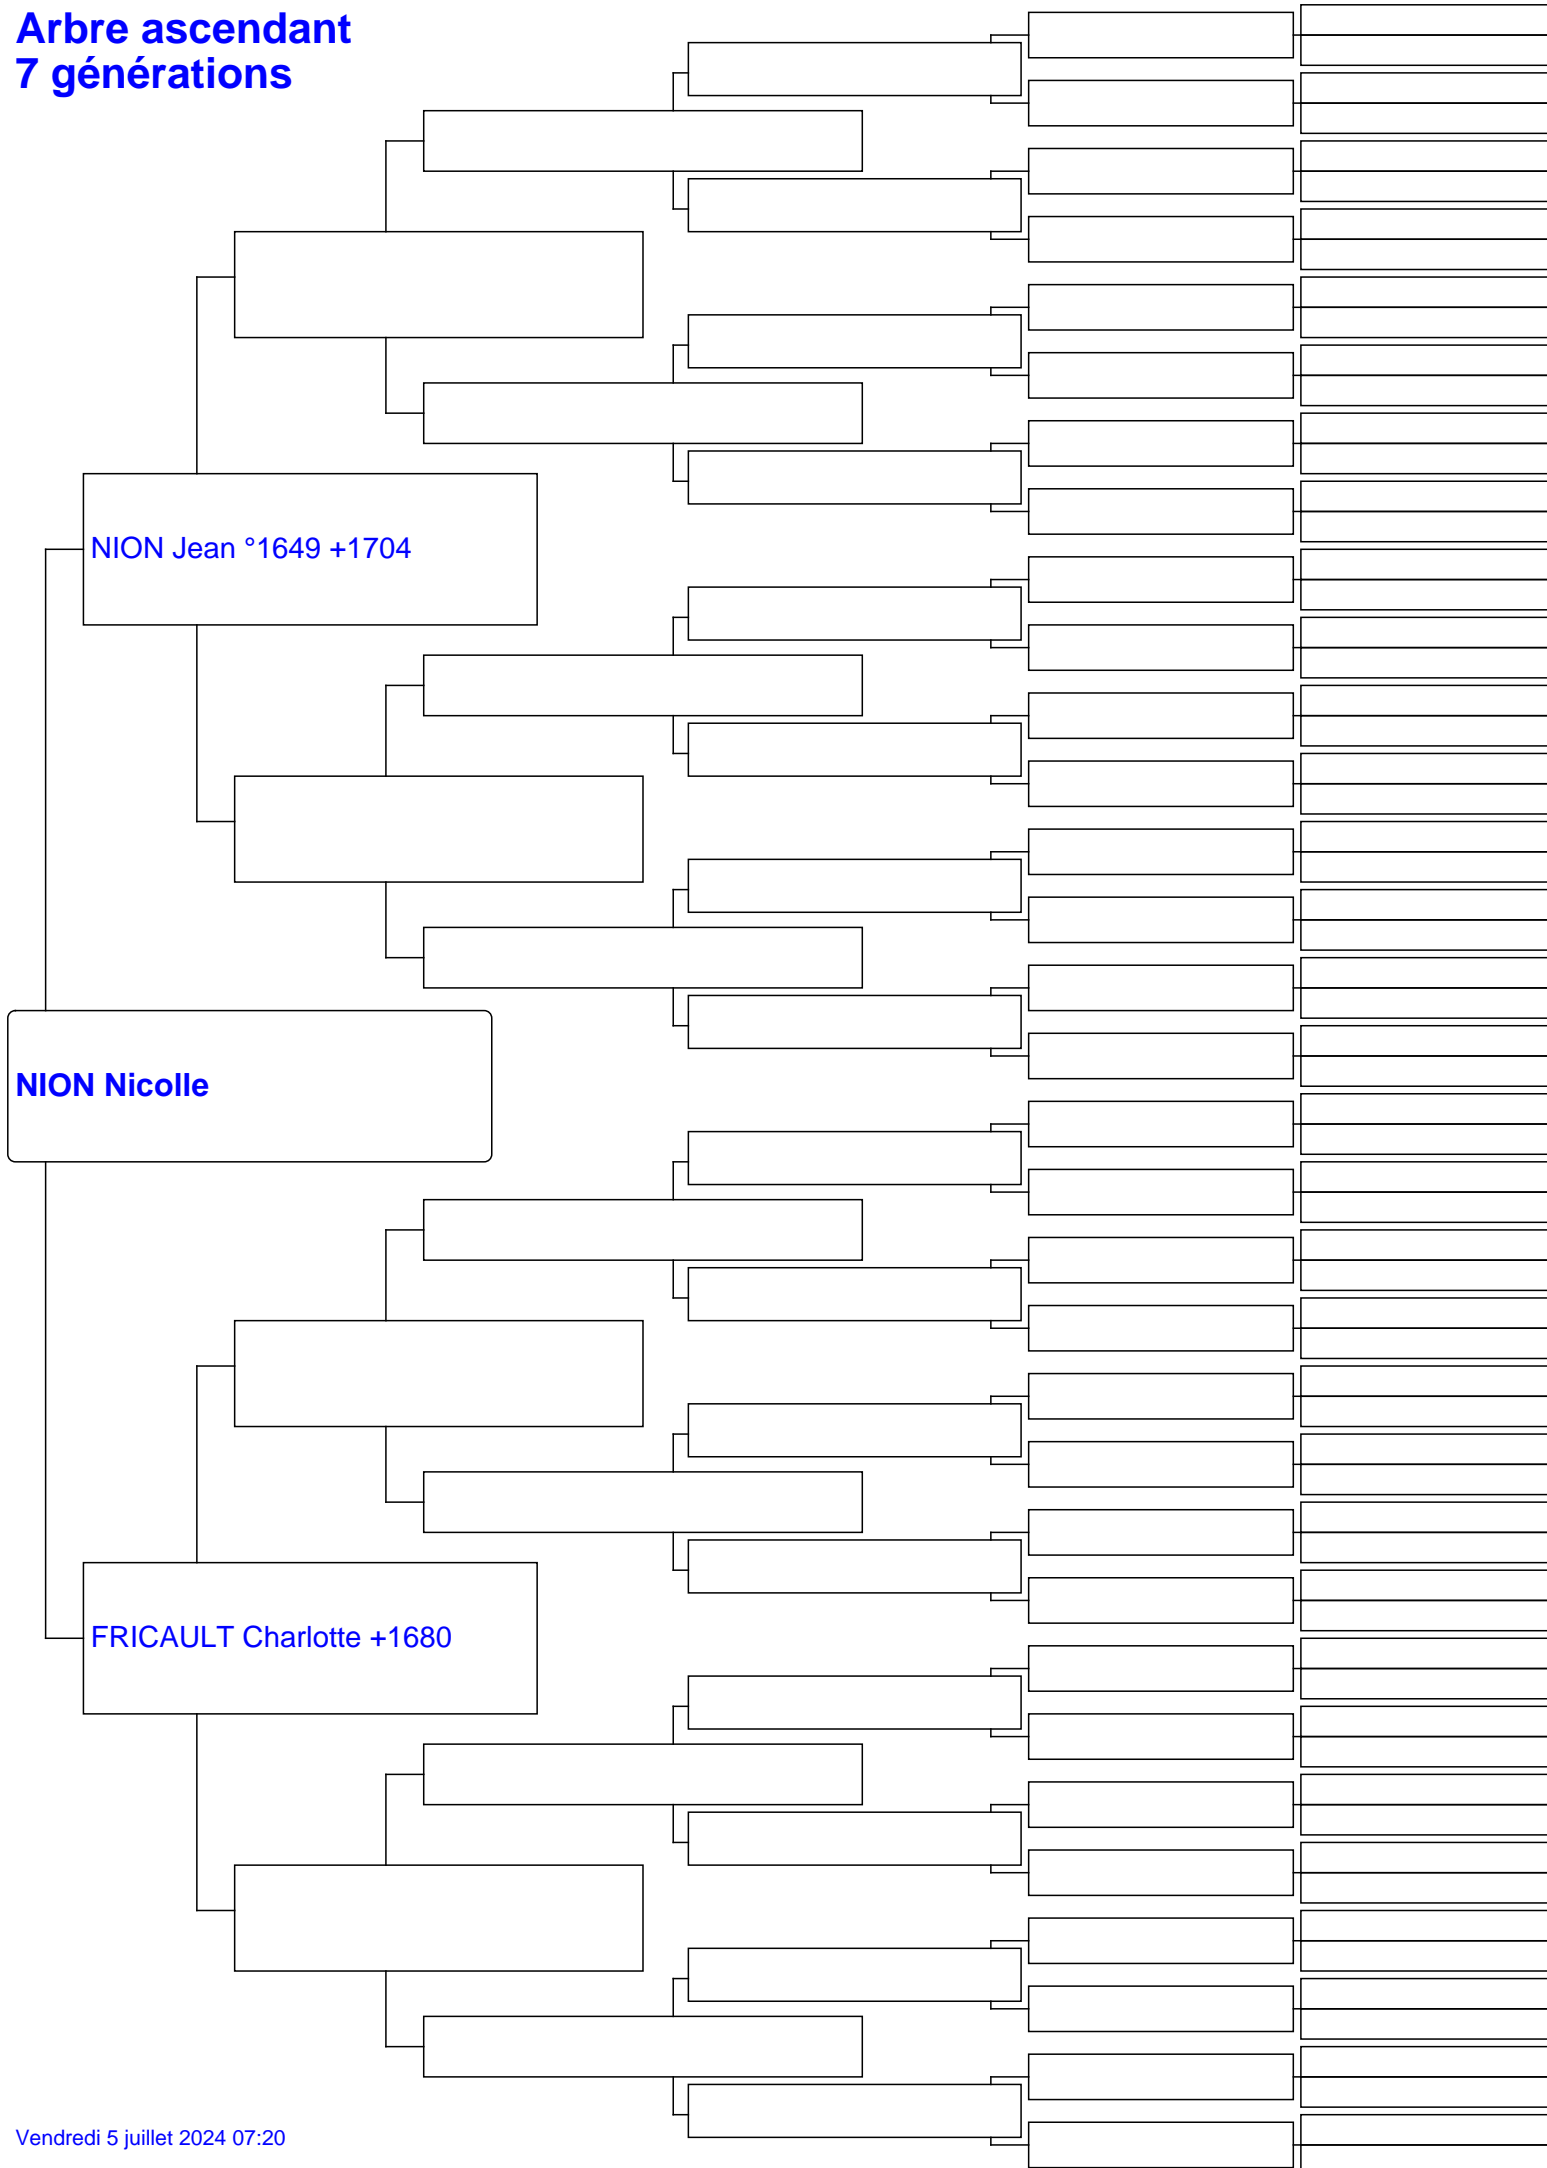 Arbre ascendant
7 générations
NION Jean °1649 +1704
NION Nicolle
FRICAULT Charlotte +1680
Vendredi 5 juillet 2024 07:20